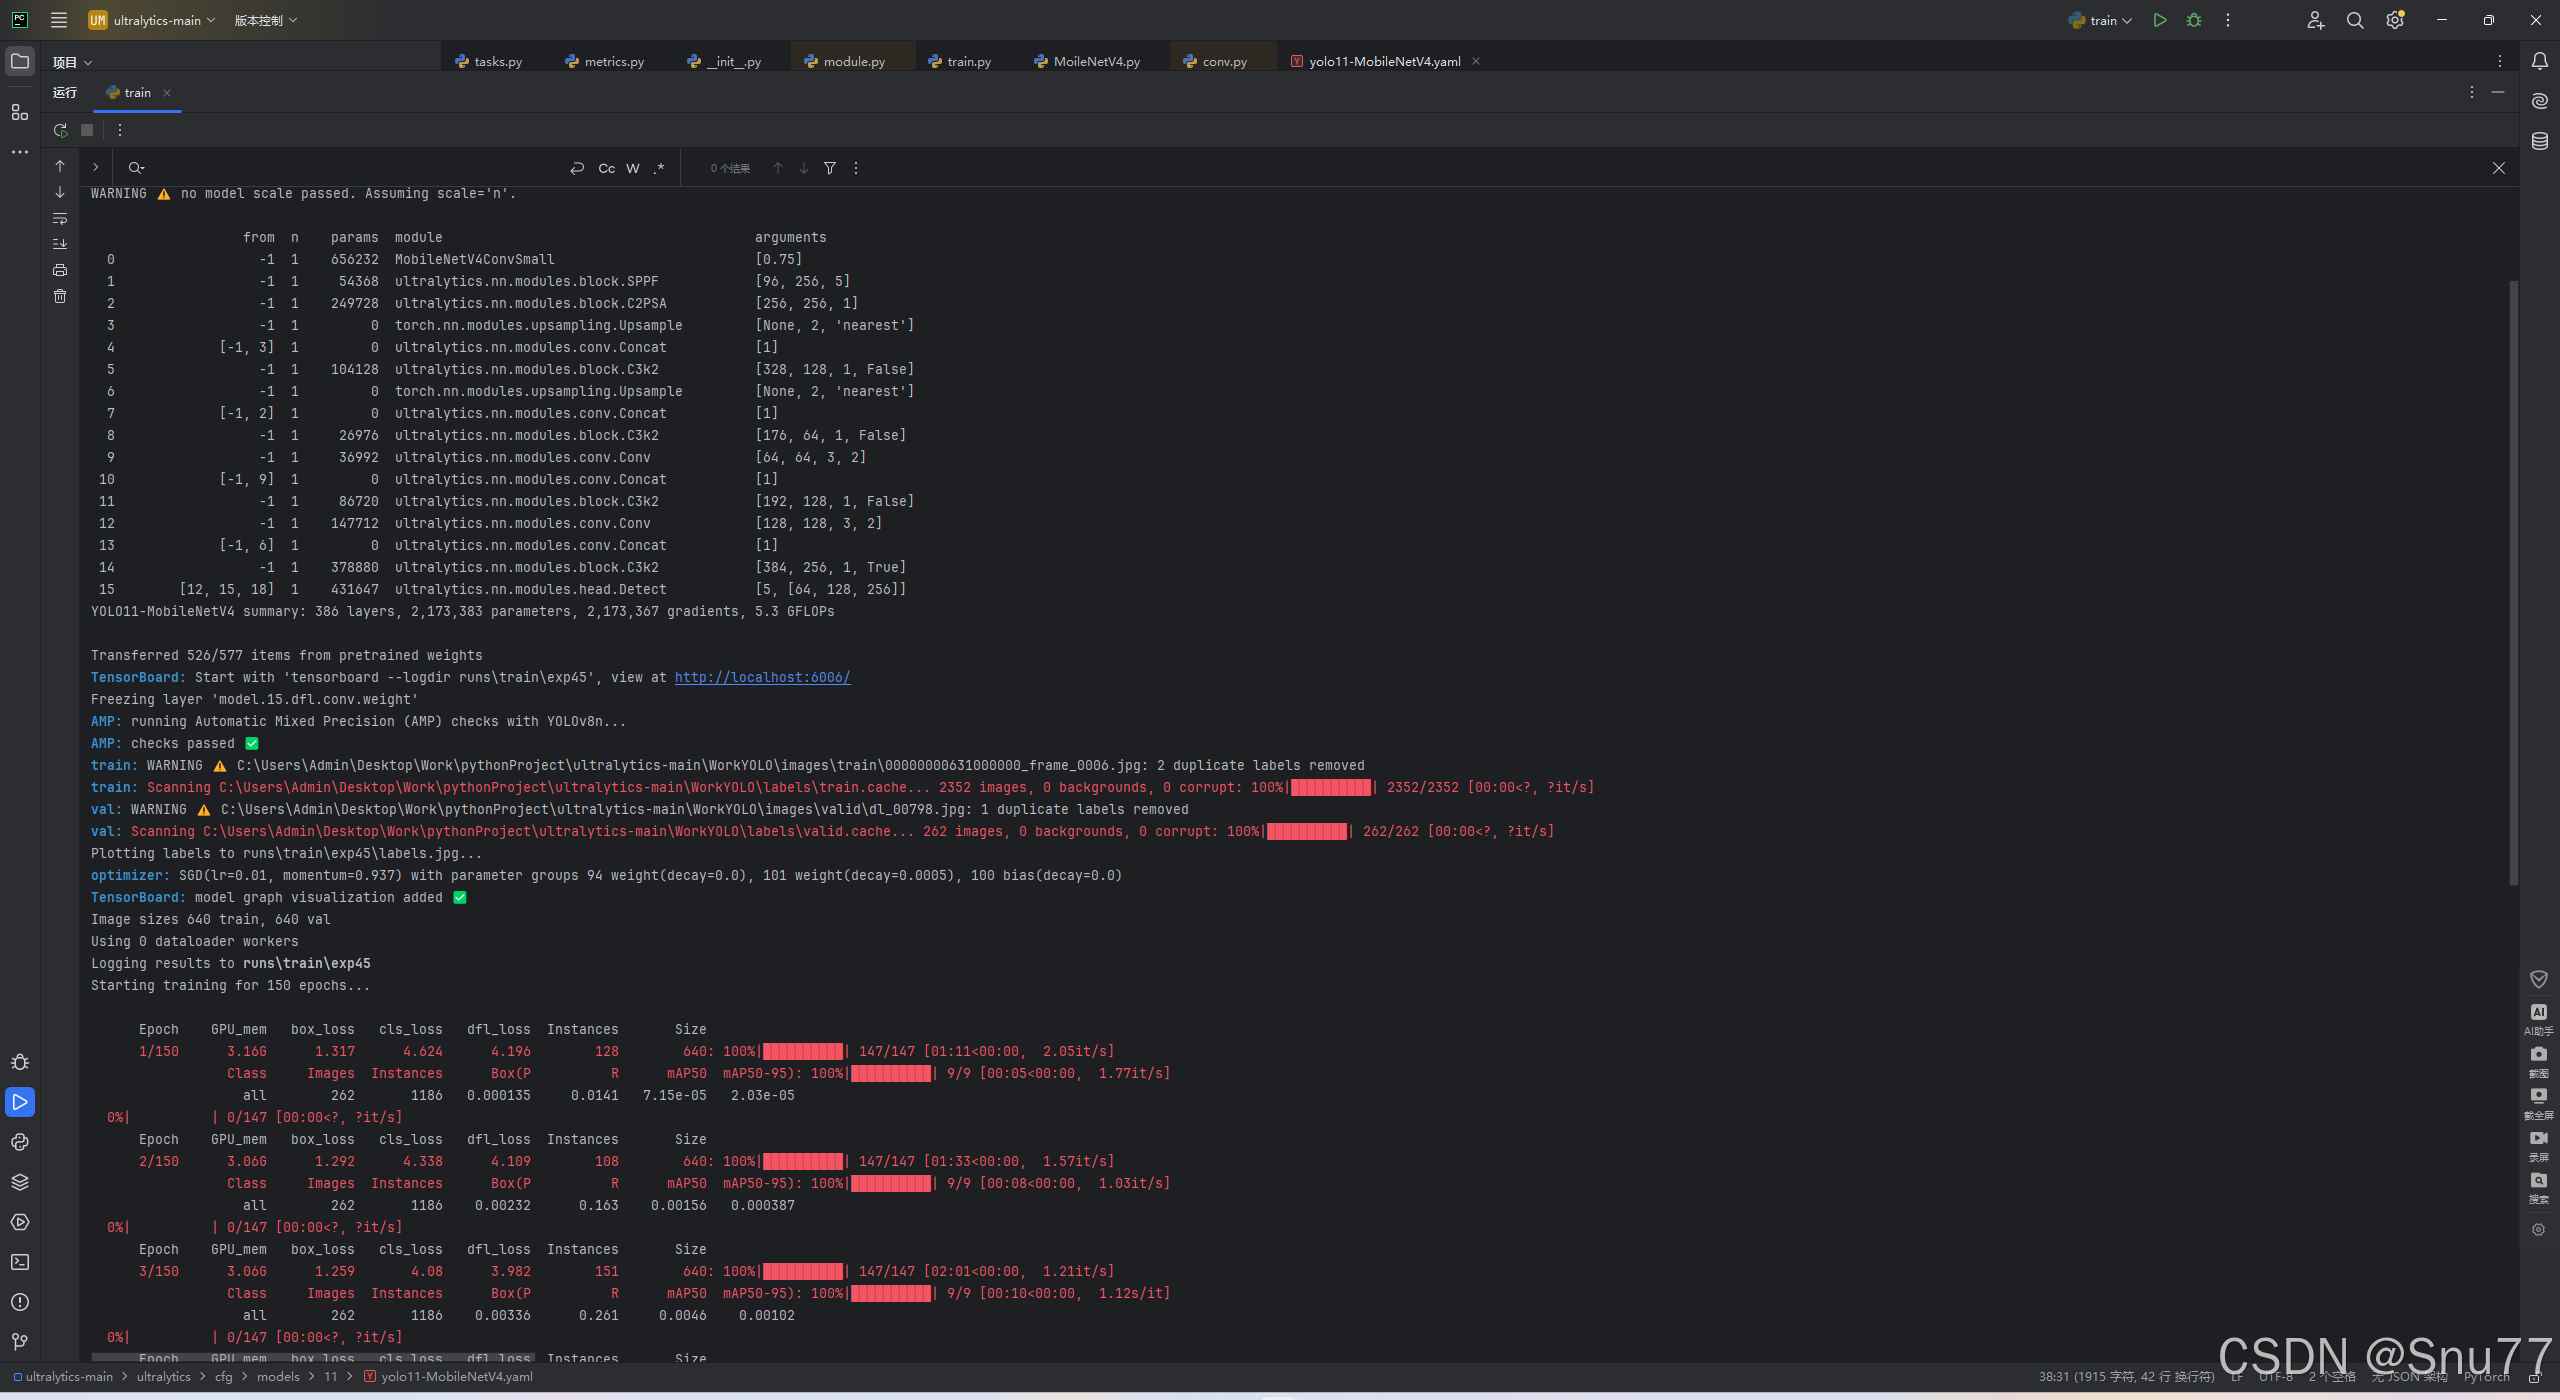 PC UM ultralytics-main 版本控制 train
项目 tasks.py metrics.py __init__.py module.py train.py MoileNetV4.py conv.py yolo11-MobileNetV4.yaml
运行 train
Cc W .* 0 个结果
WARNING ⚠️ no model scale passed. Assuming scale='n'.
from n params module arguments
0 -1 1 656232 MobileNetV4ConvSmall [0.75]
1 -1 1 54368 ultralytics.nn.modules.block.SPPF [96, 256, 5]
2 -1 1 249728 ultralytics.nn.modules.block.C2PSA [256, 256, 1]
3 -1 1 0 torch.nn.modules.upsampling.Upsample [None, 2, 'nearest']
4 [-1, 3] 1 0 ultralytics.nn.modules.conv.Concat [1]
5 -1 1 104128 ultralytics.nn.modules.block.C3k2 [328, 128, 1, False]
6 -1 1 0 torch.nn.modules.upsampling.Upsample [None, 2, 'nearest']
7 [-1, 2] 1 0 ultralytics.nn.modules.conv.Concat [1]
8 -1 1 26976 ultralytics.nn.modules.block.C3k2 [176, 64, 1, False]
9 -1 1 36992 ultralytics.nn.modules.conv.Conv [64, 64, 3, 2]
10 [-1, 9] 1 0 ultralytics.nn.modules.conv.Concat [1]
11 -1 1 86720 ultralytics.nn.modules.block.C3k2 [192, 128, 1, False]
12 -1 1 147712 ultralytics.nn.modules.conv.Conv [128, 128, 3, 2]
13 [-1, 6] 1 0 ultralytics.nn.modules.conv.Concat [1]
14 -1 1 378880 ultralytics.nn.modules.block.C3k2 [384, 256, 1, True]
15 [12, 15, 18] 1 431647 ultralytics.nn.modules.head.Detect [5, [64, 128, 256]]
YOLO11-MobileNetV4 summary: 386 layers, 2,173,383 parameters, 2,173,367 gradients, 5.3 GFLOPs
Transferred 526/577 items from pretrained weights
TensorBoard: Start with 'tensorboard --logdir runs\train\exp45', view at http://localhost:6006/
Freezing layer 'model.15.dfl.conv.weight'
AMP: running Automatic Mixed Precision (AMP) checks with YOLOv8n...
AMP: checks passed ✅
train: WARNING ⚠️ C:\Users\Admin\Desktop\Work\pythonProject\ultralytics-main\WorkYOLO\images\train\00000000631000000_frame_0006.jpg: 2 duplicate labels removed
train: Scanning C:\Users\Admin\Desktop\Work\pythonProject\ultralytics-main\WorkYOLO\labels\train.cache... 2352 images, 0 backgrounds, 0 corrupt: 100%|██████████| 2352/2352 [00:00<?, ?it/s]
val: WARNING ⚠️ C:\Users\Admin\Desktop\Work\pythonProject\ultralytics-main\WorkYOLO\images\valid\dl_00798.jpg: 1 duplicate labels removed
val: Scanning C:\Users\Admin\Desktop\Work\pythonProject\ultralytics-main\WorkYOLO\labels\valid.cache... 262 images, 0 backgrounds, 0 corrupt: 100%|██████████| 262/262 [00:00<?, ?it/s]
Plotting labels to runs\train\exp45\labels.jpg...
optimizer: SGD(lr=0.01, momentum=0.937) with parameter groups 94 weight(decay=0.0), 101 weight(decay=0.0005), 100 bias(decay=0.0)
TensorBoard: model graph visualization added ✅
Image sizes 640 train, 640 val
Using 0 dataloader workers
Logging results to runs\train\exp45
Starting training for 150 epochs...
Epoch GPU_mem box_loss cls_loss dfl_loss Instances Size
1/150 3.16G 1.317 4.624 4.196 128 640: 100%|██████████| 147/147 [01:11<00:00, 2.05it/s]
Class Images Instances Box(P R mAP50 mAP50-95): 100%|██████████| 9/9 [00:05<00:00, 1.77it/s]
all 262 1186 0.000135 0.0141 7.15e-05 2.03e-05
0%| | 0/147 [00:00<?, ?it/s]
Epoch GPU_mem box_loss cls_loss dfl_loss Instances Size
2/150 3.06G 1.292 4.338 4.109 108 640: 100%|██████████| 147/147 [01:33<00:00, 1.57it/s]
Class Images Instances Box(P R mAP50 mAP50-95): 100%|██████████| 9/9 [00:08<00:00, 1.03it/s]
all 262 1186 0.00232 0.163 0.00156 0.000387
0%| | 0/147 [00:00<?, ?it/s]
Epoch GPU_mem box_loss cls_loss dfl_loss Instances Size
3/150 3.06G 1.259 4.08 3.982 151 640: 100%|██████████| 147/147 [02:01<00:00, 1.21it/s]
Class Images Instances Box(P R mAP50 mAP50-95): 100%|██████████| 9/9 [00:10<00:00, 1.12s/it]
all 262 1186 0.00336 0.261 0.0046 0.00102
0%| | 0/147 [00:00<?, ?it/s]
Epoch GPU_mem box_loss cls_loss dfl_loss Instances Size
AI
AI助手
截图
截全屏
录屏
搜索
CSDN @Snu77
ultralytics-main > ultralytics > cfg > models > 11 > yolo11-MobileNetV4.yaml 38:31 (1915 字符, 42 行 换行符) LF UTF-8 2 个空格 无 JSON 架构 PyTorch